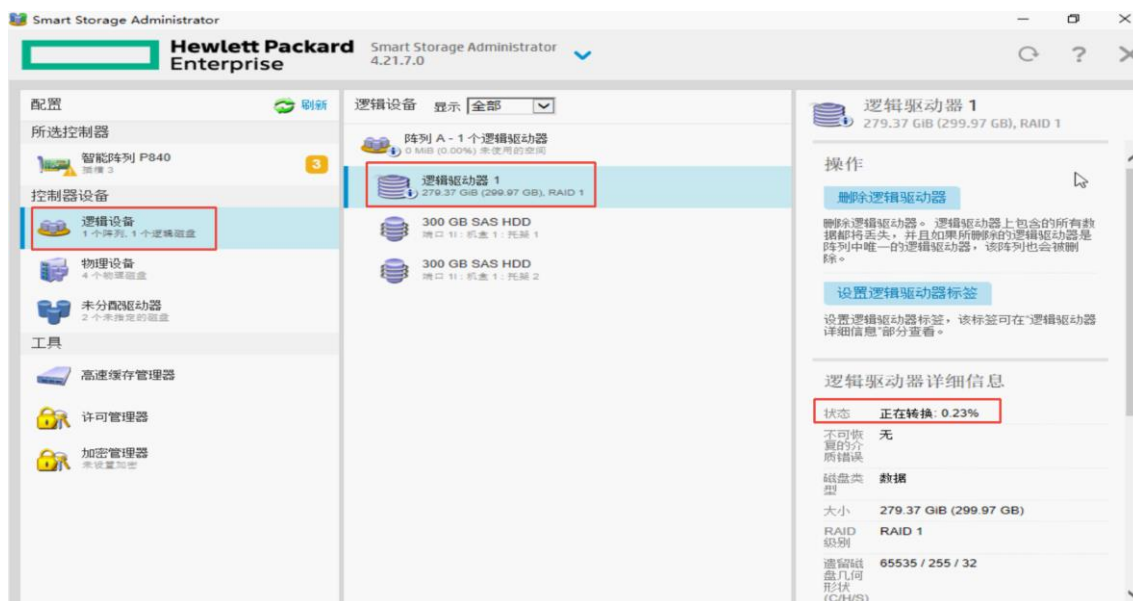 Smart Storage Administrator
Hewlett Packard
Enterprise
Smart Storage Administrator
4.21.7.0
配置
刷新
所选控制器
智能阵列 P840
插槽 3
3
控制器设备
逻辑设备
1 个阵列, 1 个逻辑磁盘
物理设备
4 个物理磁盘
未分配驱动器
2 个未指定的磁盘
工具
高速缓存管理器
许可管理器
加密管理器
未设置加密
逻辑设备 显示 全部
阵列 A - 1 个逻辑驱动器
0 MiB (0.00%) 未使用的空间
逻辑驱动器 1
279.37 GiB (299.97 GB), RAID 1
300 GB SAS HDD
端口 1I : 机盒 1 : 托架 1
300 GB SAS HDD
端口 1I : 机盒 1 : 托架 2
逻辑驱动器 1
279.37 GiB (299.97 GB), RAID 1
操作
删除逻辑驱动器
删除逻辑驱动器。逻辑驱动器上包含的所有数
据都将丢失，并且如果所删除的逻辑驱动器是
阵列中唯一的逻辑驱动器，该阵列也会被删
除。
设置逻辑驱动器标签
设置逻辑驱动器标签，该标签可在“逻辑驱动器
详细信息”部分查看。
逻辑驱动器详细信息
状态 正在转换: 0.23%
不可恢 无
复的介
质错误
磁盘类 数据
型
大小 279.37 GiB (299.97 GB)
RAID RAID 1
级别
遗留磁 65535 / 255 / 32
盘几何
形状
(C/H/S)